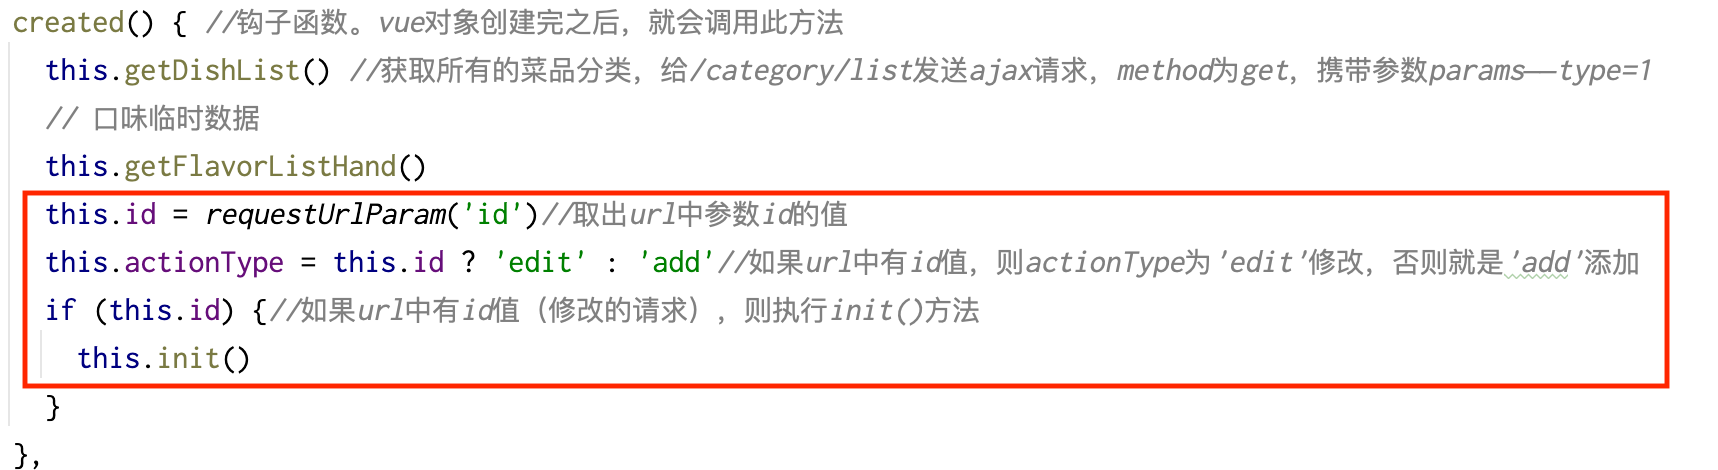 created() { //钩子函数。vue对象创建完之后，就会调用此方法
this.getDishList() //获取所有的菜品分类，给/category/list发送ajax请求，method为get，携带参数params——type=1
// 口味临时数据
this.getFlavorListHand()
this.id = requestUrlParam('id')//取出url中参数id的值
this.actionType = this.id ? 'edit' : 'add'//如果url中有id值，则actionType为'edit'修改，否则就是'add'添加
if (this.id) {//如果url中有id值（修改的请求），则执行init()方法
this.init()
}
},